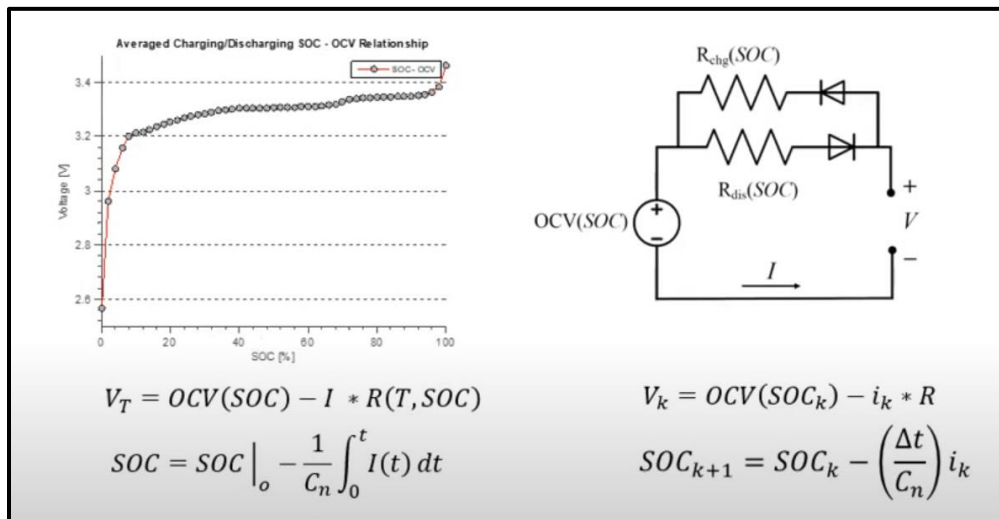 Averaged Charging/Discharging SOC - OCV Relationship
SOC-OCV
Voltage [V]
3.4
3.2
3
2.8
2.6
0 20 40 60 80 100
SOC [%]
R_chg(SOC)
R_dis(SOC)
OCV(SOC)
+
−
+
V
−
I
V_T = OCV(SOC) − I * R(T, SOC)
SOC = SOC|_o − \frac{1}{C_n} ∫_0^t I(t) dt
V_k = OCV(SOC_k) − i_k * R
SOC_{k+1} = SOC_k − (\frac{Δt}{C_n}) i_k